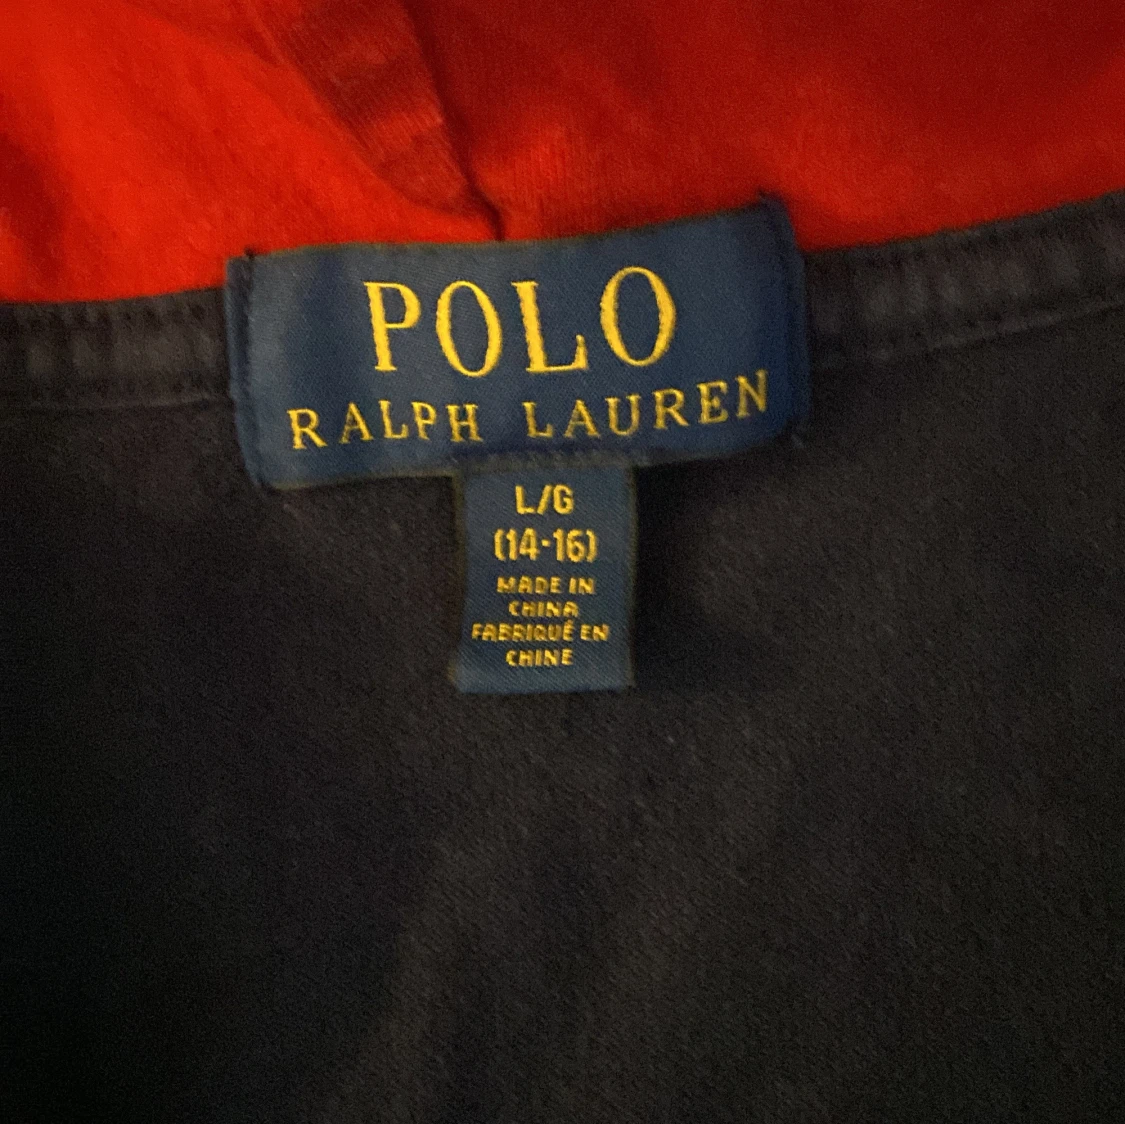 POLO
RALPH LAUREN
L/G
(14-16)
MADE IN
CHINA
FABRIQUÉ EN
CHINE